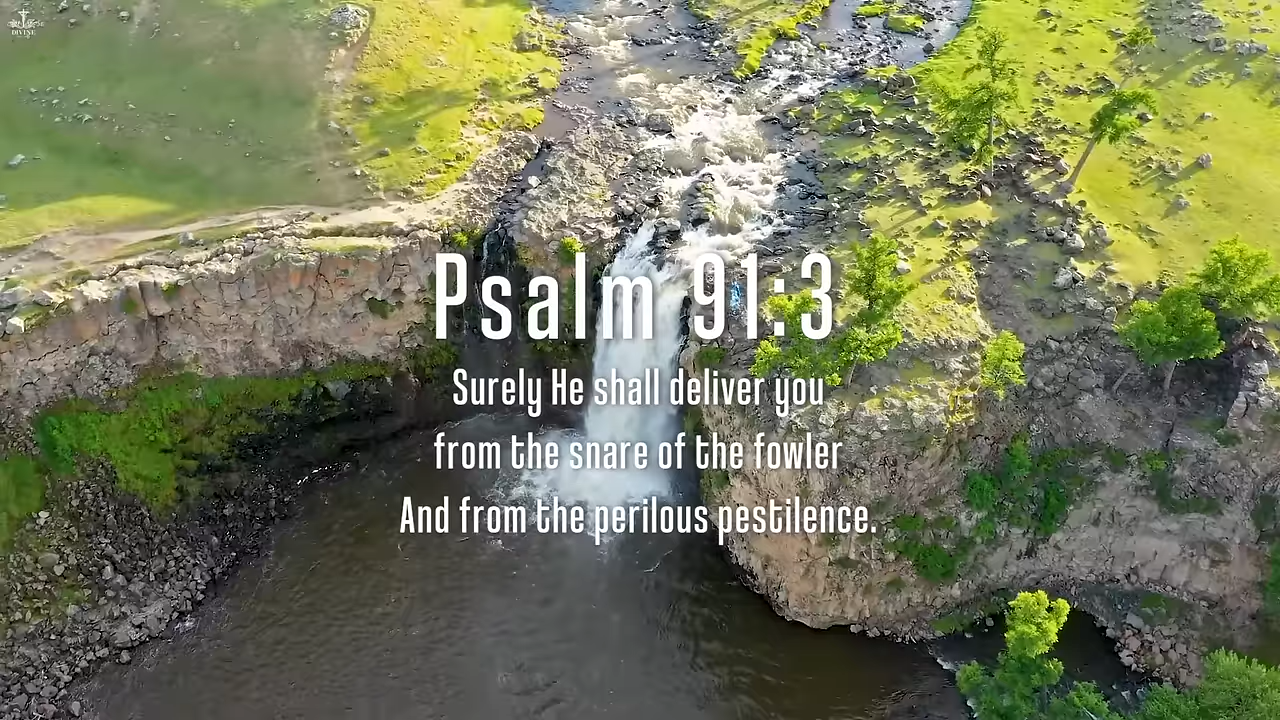 DIVINE
Psalm 91:3
Surely He shall deliver you
from the snare of the fowler
And from the perilous pestilence.